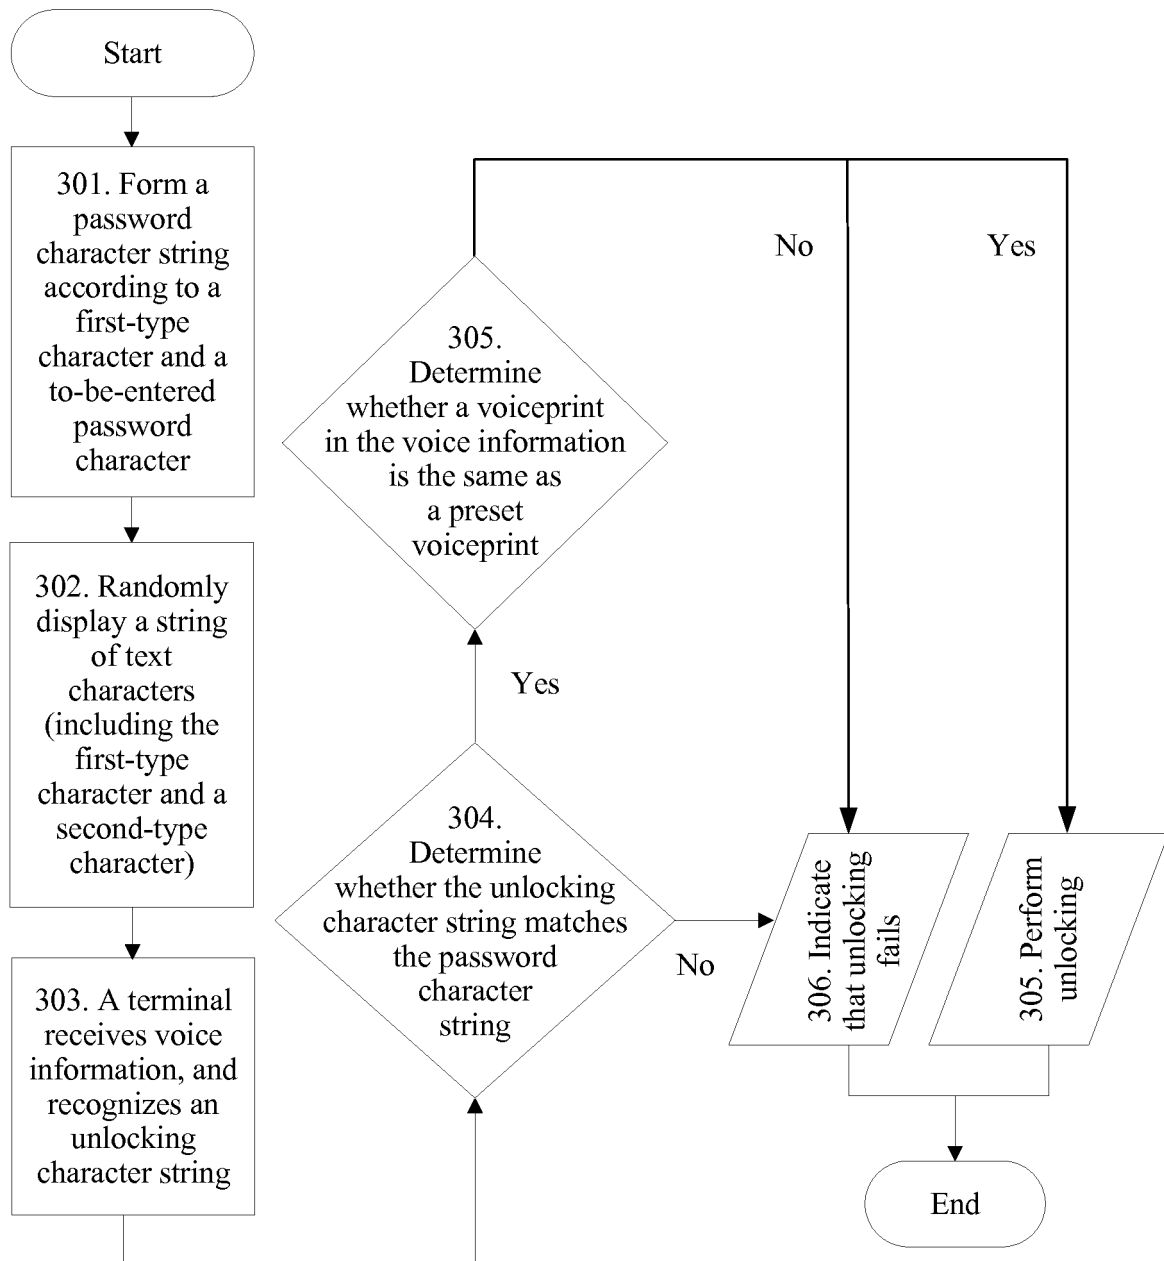 Start
301. Form a
password
character string
according to a
first-type
character and a
to-be-entered
password
character
302. Randomly
display a string
of text
characters
(including the
first-type
character and a
second-type
character)
303. A terminal
receives voice
information, and
recognizes an
unlocking
character string
304.
Determine
whether the unlocking
character string matches
the password
character
string
Yes
No
305.
Determine
whether a voiceprint
in the voice information
is the same as
a preset
voiceprint
No
Yes
306. Indicate
that unlocking
fails
305. Perform
unlocking
End